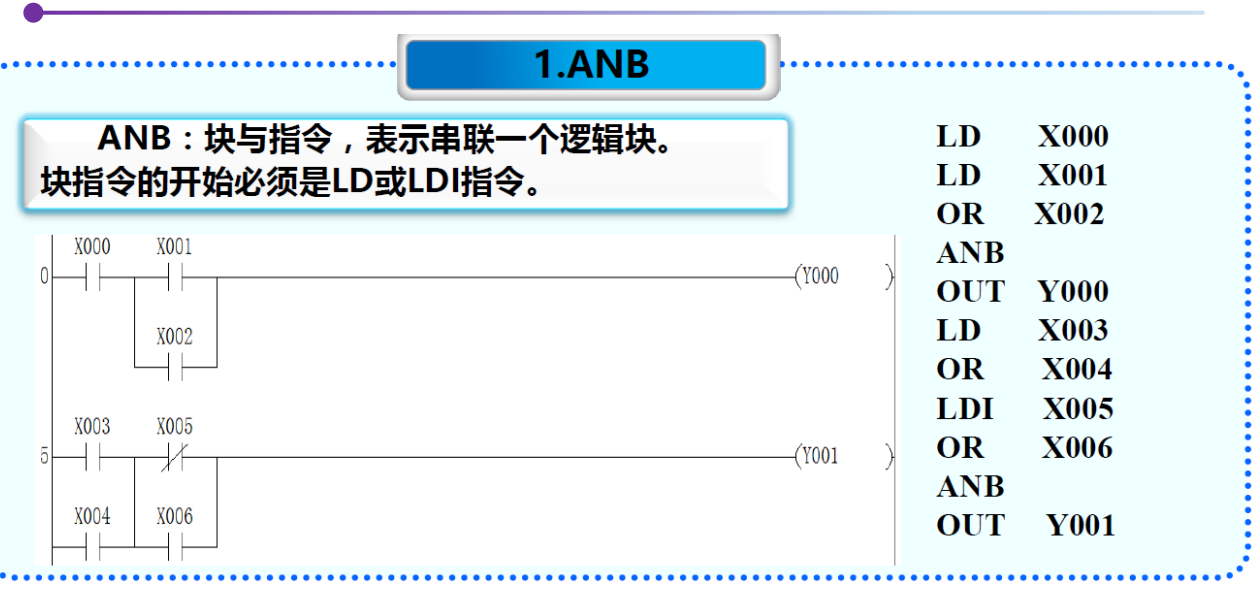 1.ANB
ANB：块与指令，表示串联一个逻辑块。
块指令的开始必须是LD或LDI指令。
X000 X001
0 (Y000 )
X002
X003 X005
5 (Y001 )
X004 X006
LD X000
LD X001
OR X002
ANB
OUT Y000
LD X003
OR X004
LDI X005
OR X006
ANB
OUT Y001